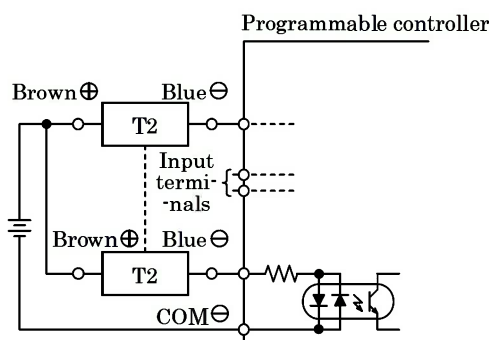 Programmable controller
Brown⊕ Blue⊖
T2
Input
termi-
-nals
Brown⊕ Blue⊖
T2
COM⊖